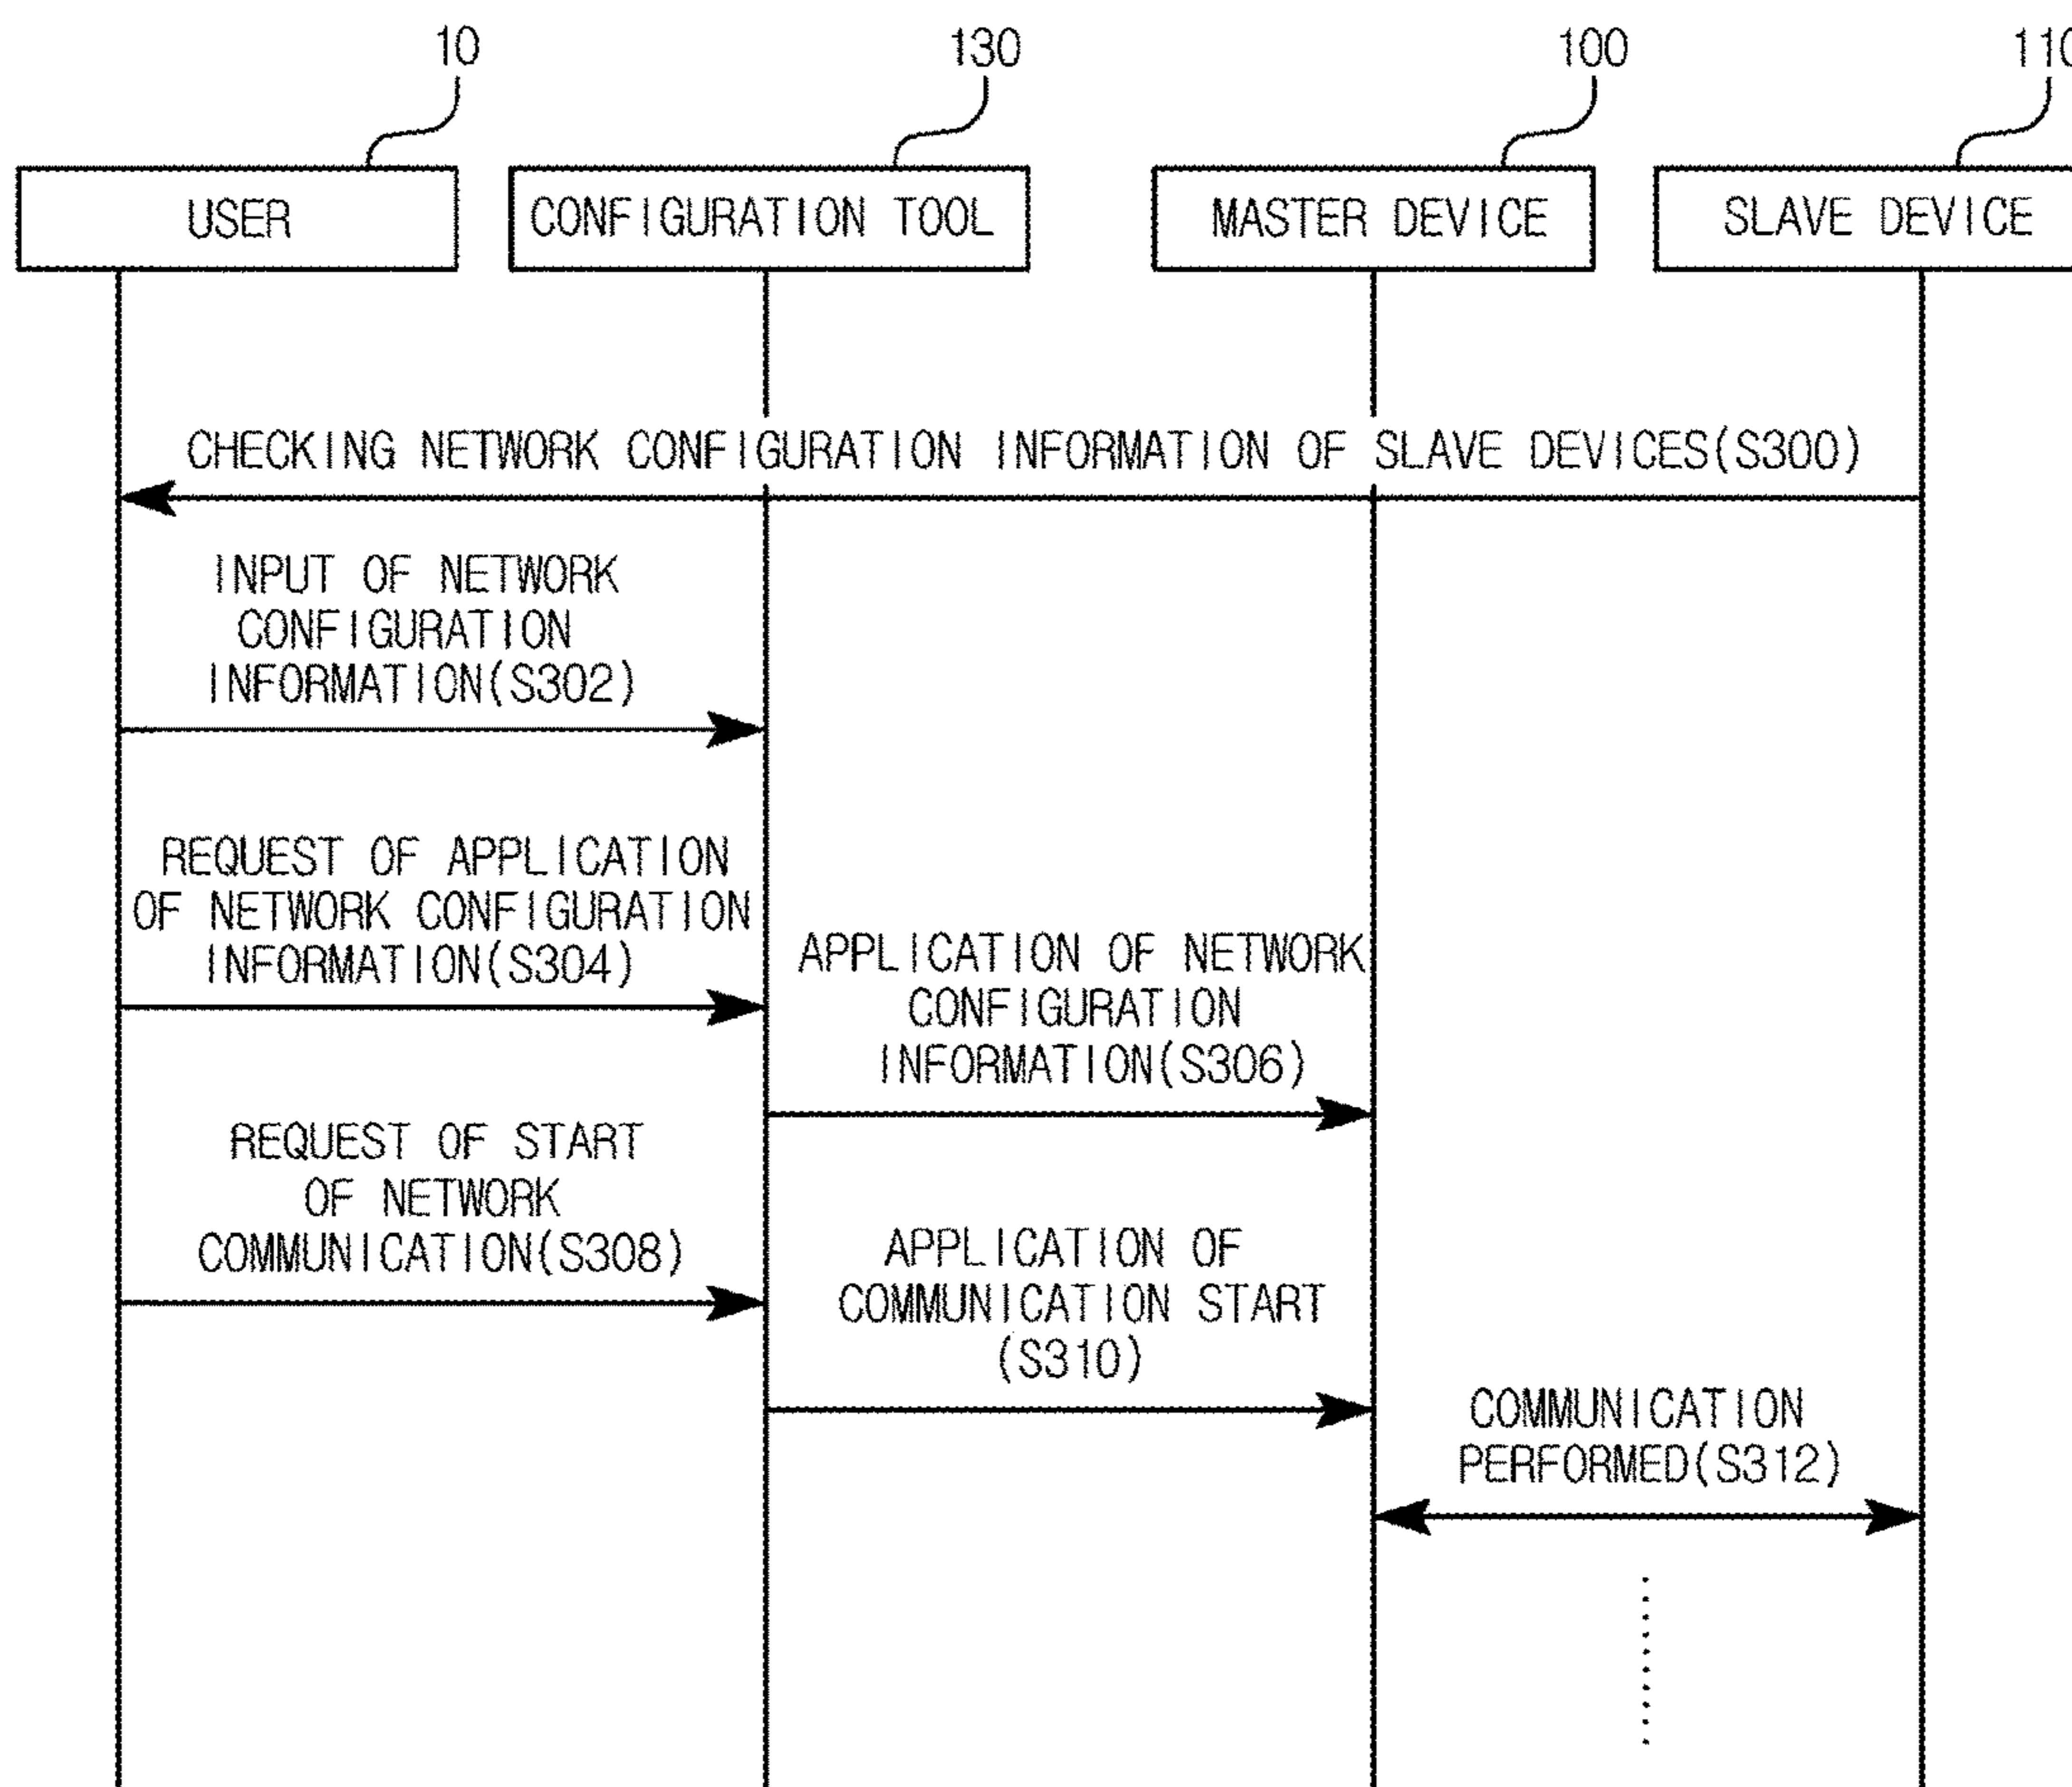 10
130
100
110
USER
CONFIGURATION TOOL
MASTER DEVICE
SLAVE DEVICE
CHECKING NETWORK CONFIGURATION INFORMATION OF SLAVE DEVICES(S300)
INPUT OF NETWORK
CONFIGURATION
INFORMATION(S302)
REQUEST OF APPLICATION
OF NETWORK CONFIGURATION
INFORMATION(S304)
APPLICATION OF NETWORK
CONFIGURATION
INFORMATION(S306)
REQUEST OF START
OF NETWORK
COMMUNICATION(S308)
APPLICATION OF
COMMUNICATION START
(S310)
COMMUNICATION
PERFORMED(S312)